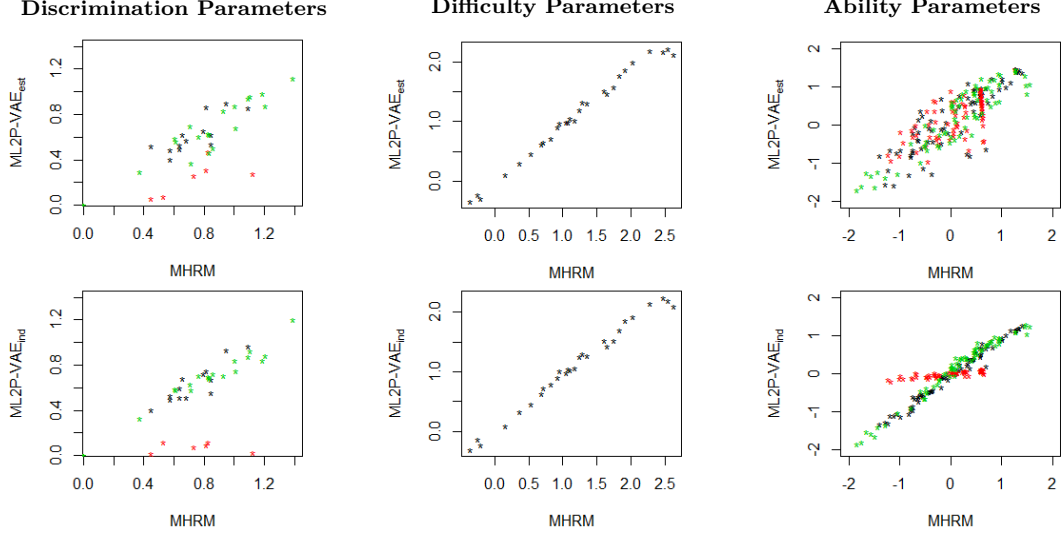 Discrimination Parameters
Difficulty Parameters
Ability Parameters
ML2P-VAEest
0.0 0.4 0.8 1.2
0.0 0.4 0.8 1.2
MHRM
ML2P-VAEest
0.0 1.0 2.0
0.0 0.5 1.0 1.5 2.0 2.5
MHRM
ML2P-VAEest
-2 -1 0 1 2
-2 -1 0 1 2
MHRM
ML2P-VAEind
0.0 0.4 0.8 1.2
0.0 0.4 0.8 1.2
MHRM
ML2P-VAEind
0.0 1.0 2.0
0.0 0.5 1.0 1.5 2.0 2.5
MHRM
ML2P-VAEind
-2 -1 0 1 2
-2 -1 0 1 2
MHRM